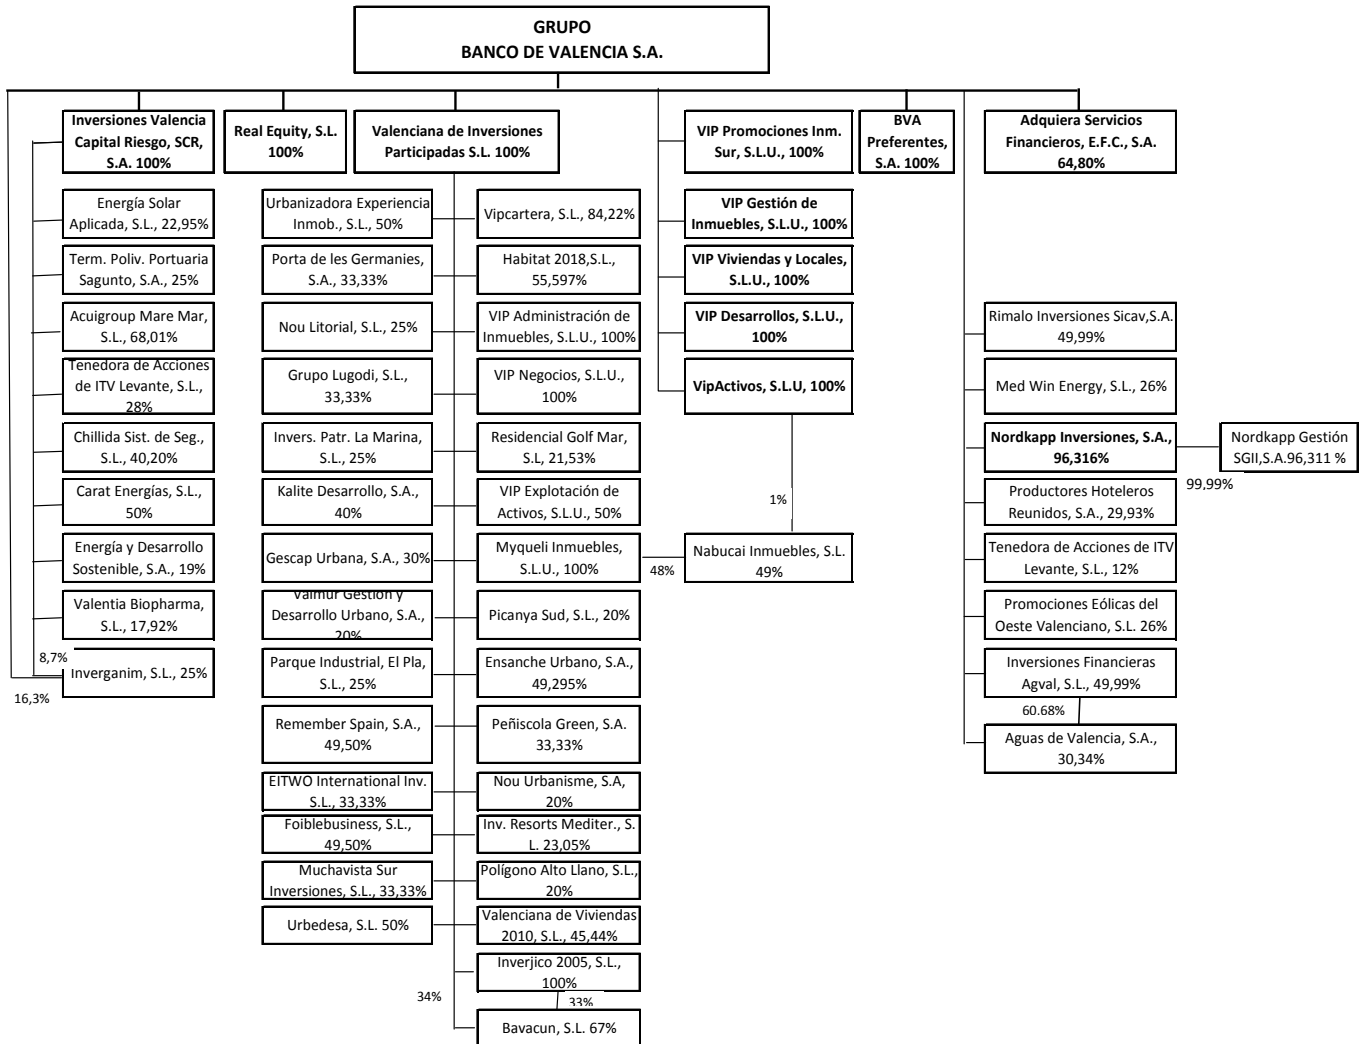 GRUPO
BANCO DE VALENCIA S.A.
Inversiones Valencia
Capital Riesgo, SCR,
S.A. 100%
Real Equity, S.L.
100%
Valenciana de Inversiones
Participadas S.L. 100%
VIP Promociones Inm.
Sur, S.L.U., 100%
BVA
Preferentes,
S.A. 100%
Adquiera Servicios
Financieros, E.F.C., S.A.
64,80%
Energía Solar
Aplicada, S.L., 22,95%
Term. Poliv. Portuaria
Sagunto, S.A., 25%
Acuigroup Mare Mar,
S.L., 68,01%
Tenedora de Acciones
de ITV Levante, S.L.,
28%
Chillida Sist. de Seg.,
S.L., 40,20%
Carat Energías, S.L.,
50%
Energía y Desarrollo
Sostenible, S.A., 19%
Valentia Biopharma,
S.L., 17,92%
8,7%
Inverganim, S.L., 25%
16,3%
Urbanizadora Experiencia
Inmob., S.L., 50%
Porta de les Germanies,
S.A., 33,33%
Nou Litorial, S.L., 25%
Grupo Lugodi, S.L.,
33,33%
Invers. Patr. La Marina,
S.L., 25%
Kalite Desarrollo, S.A.,
40%
Gescap Urbana, S.A., 30%
Valmur Gestión y
Desarrollo Urbano, S.A.,
20%
Parque Industrial, El Pla,
S.L., 25%
Remember Spain, S.A.,
49,50%
EITWO International Inv.
S.L., 33,33%
Foiblebusiness, S.L.,
49,50%
Muchavista Sur
Inversiones, S.L., 33,33%
Urbedesa, S.L. 50%
Vipcartera, S.L., 84,22%
Habitat 2018,S.L.,
55,597%
VIP Administración de
Inmuebles, S.L.U., 100%
VIP Negocios, S.L.U.,
100%
Residencial Golf Mar,
S.L, 21,53%
VIP Explotación de
Activos, S.L.U., 50%
Myqueli Inmuebles,
S.L.U., 100%
Picanya Sud, S.L., 20%
Ensanche Urbano, S.A.,
49,295%
Peñiscola Green, S.A.
33,33%
Nou Urbanisme, S.A,
20%
Inv. Resorts Mediter., S.
L. 23,05%
Polígono Alto Llano, S.L.,
20%
Valenciana de Viviendas
2010, S.L., 45,44%
Inverjico 2005, S.L.,
100%
34%
33%
Bavacun, S.L. 67%
VIP Gestión de
Inmuebles, S.L.U., 100%
VIP Viviendas y Locales,
S.L.U., 100%
VIP Desarrollos, S.L.U.,
100%
VipActivos, S.L.U, 100%
1%
48%
Nabucai Inmuebles, S.L.
49%
Rimalo Inversiones Sicav,S.A.
49,99%
Med Win Energy, S.L., 26%
Nordkapp Inversiones, S.A.,
96,316%
Nordkapp Gestión
SGII,S.A.96,311 %
99,99%
Productores Hoteleros
Reunidos, S.A., 29,93%
Tenedora de Acciones de ITV
Levante, S.L., 12%
Promociones Eólicas del
Oeste Valenciano, S.L. 26%
Inversiones Financieras
Agval, S.L., 49,99%
60.68%
Aguas de Valencia, S.A.,
30,34%